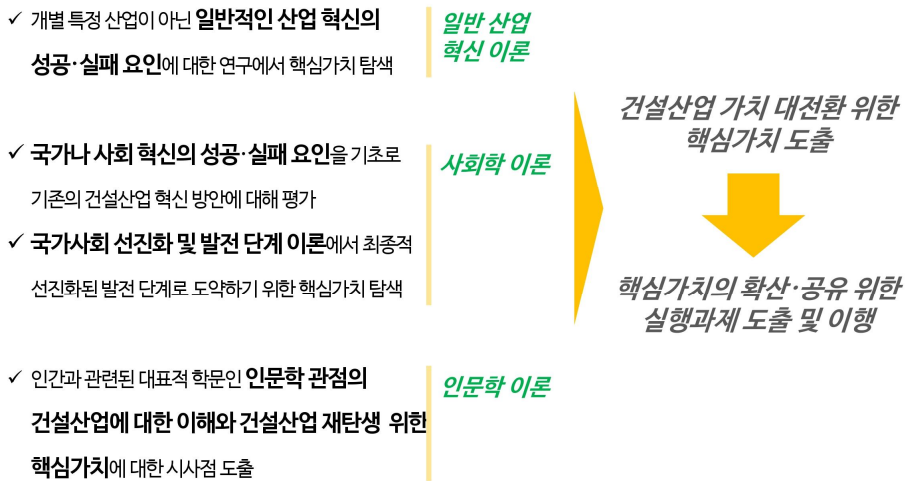 ✓ 개별 특정 산업이 아닌 일반적인 산업 혁신의
성공·실패 요인에 대한 연구에서 핵심가치 탐색
일반 산업
혁신 이론
✓ 국가나 사회 혁신의 성공·실패 요인을 기초로
기존의 건설산업 혁신 방안에 대해 평가
✓ 국가사회 선진화 및 발전 단계 이론에서 최종적
선진화된 발전 단계로 도약하기 위한 핵심가치 탐색
사회학 이론
✓ 인간과 관련된 대표적 학문인 인문학 관점의
건설산업에 대한 이해와 건설산업 재탄생 위한
핵심가치에 대한 시사점 도출
인문학 이론
건설산업 가치 대전환 위한
핵심가치 도출
핵심가치의 확산·공유 위한
실행과제 도출 및 이행